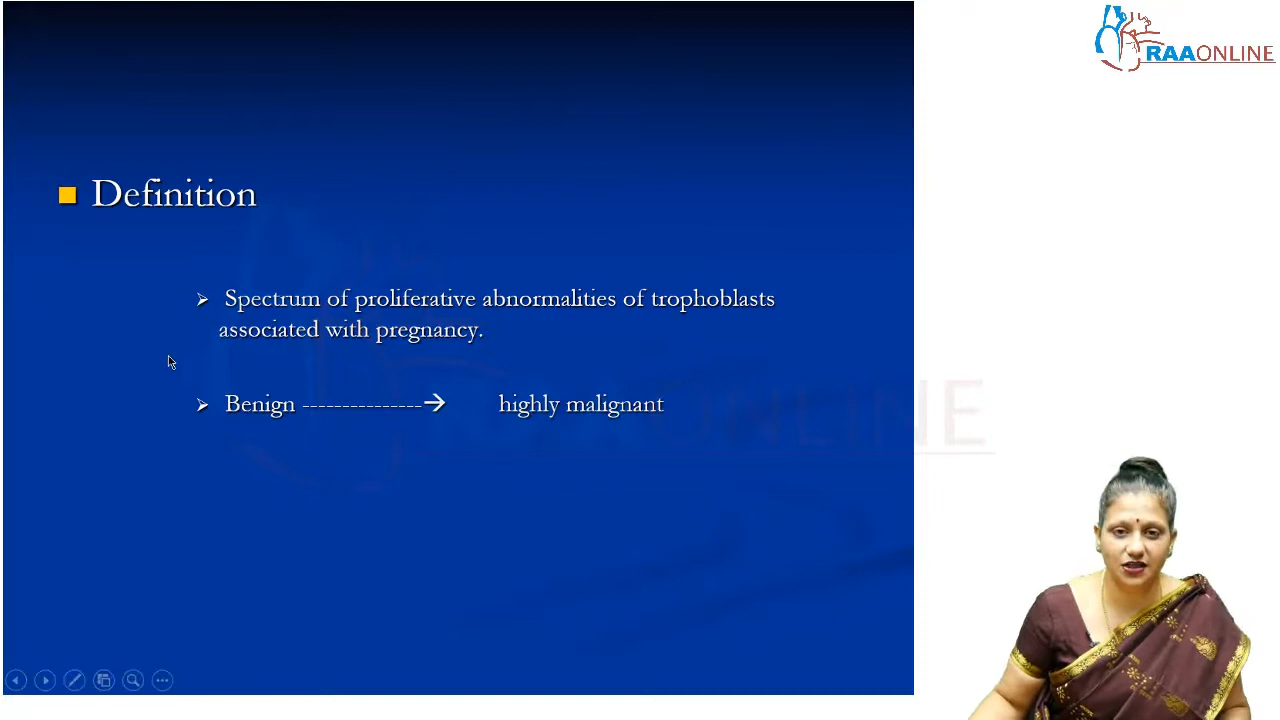 RAAONLINE
Definition
Spectrum of proliferative abnormalities of trophoblasts
associated with pregnancy.
Benign ---------------→ highly malignant